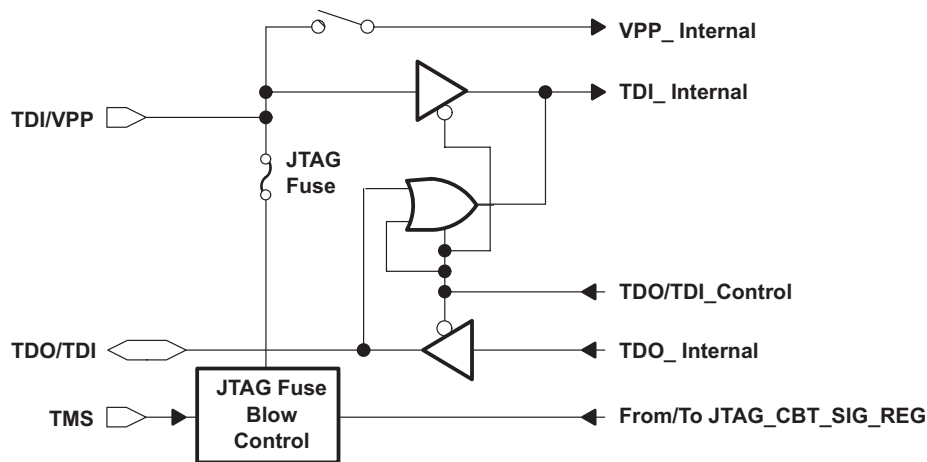 VPP_ Internal
TDI_ Internal
TDI/VPP
JTAG
Fuse
TDO/TDI_Control
TDO/TDI
TDO_ Internal
JTAG Fuse
Blow
Control
TMS
From/To JTAG_CBT_SIG_REG